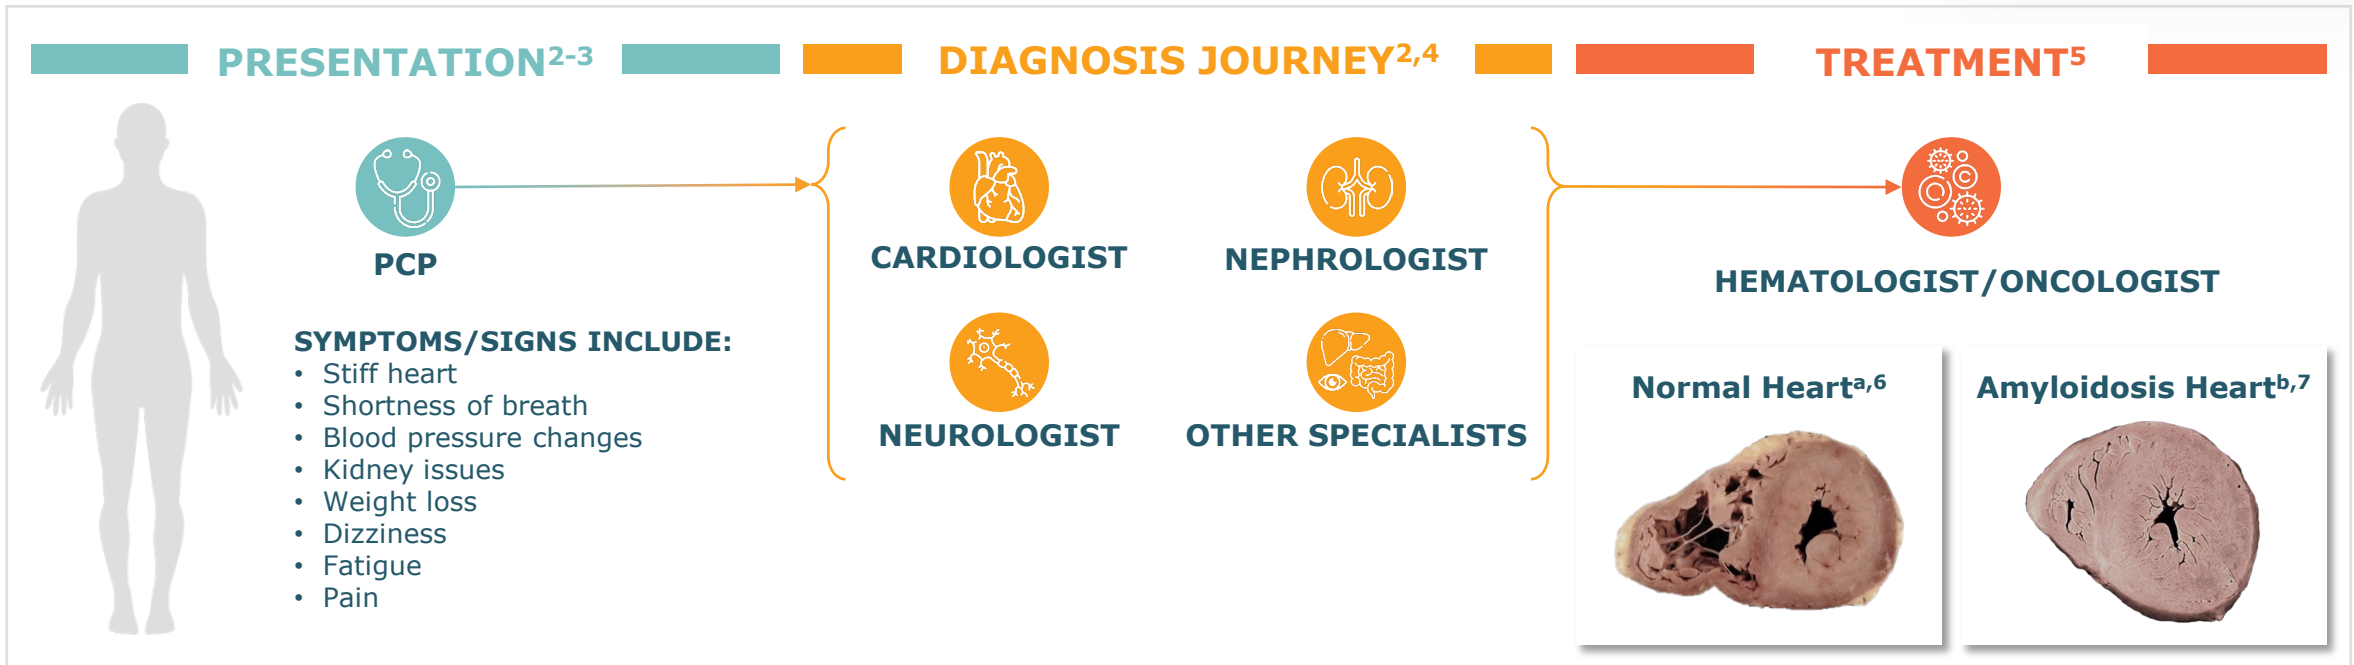 PRESENTATION2-3
DIAGNOSIS JOURNEY2,4
TREATMENT5
PCP
SYMPTOMS/SIGNS INCLUDE:
• Stiff heart
• Shortness of breath
• Blood pressure changes
• Kidney issues
• Weight loss
• Dizziness
• Fatigue
• Pain
CARDIOLOGIST
NEPHROLOGIST
NEUROLOGIST
OTHER SPECIALISTS
HEMATOLOGIST/ONCOLOGIST
Normal Hearta,6
Amyloidosis Heartb,7